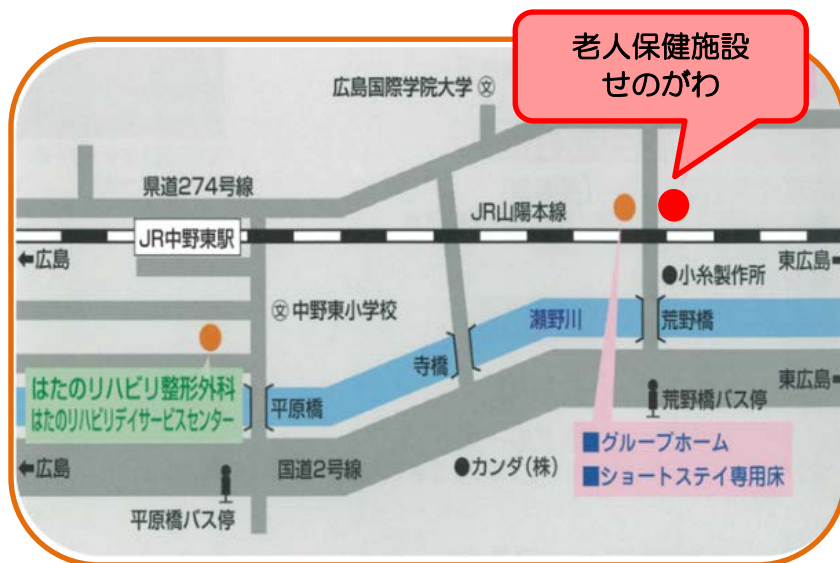 老人保健施設
せのがわ
広島国際学院大学 文
県道274号線
JR山陽本線
JR中野東駅
←広島
東広島→
●小糸製作所
文 中野東小学校
瀬野川
荒野橋
寺橋
はたのリハビリ整形外科
はたのリハビリデイサービスセンター
平原橋
東広島→
荒野橋バス停
■グループホーム
■ショートステイ専用床
←広島
国道2号線
●カンダ(株)
平原橋バス停